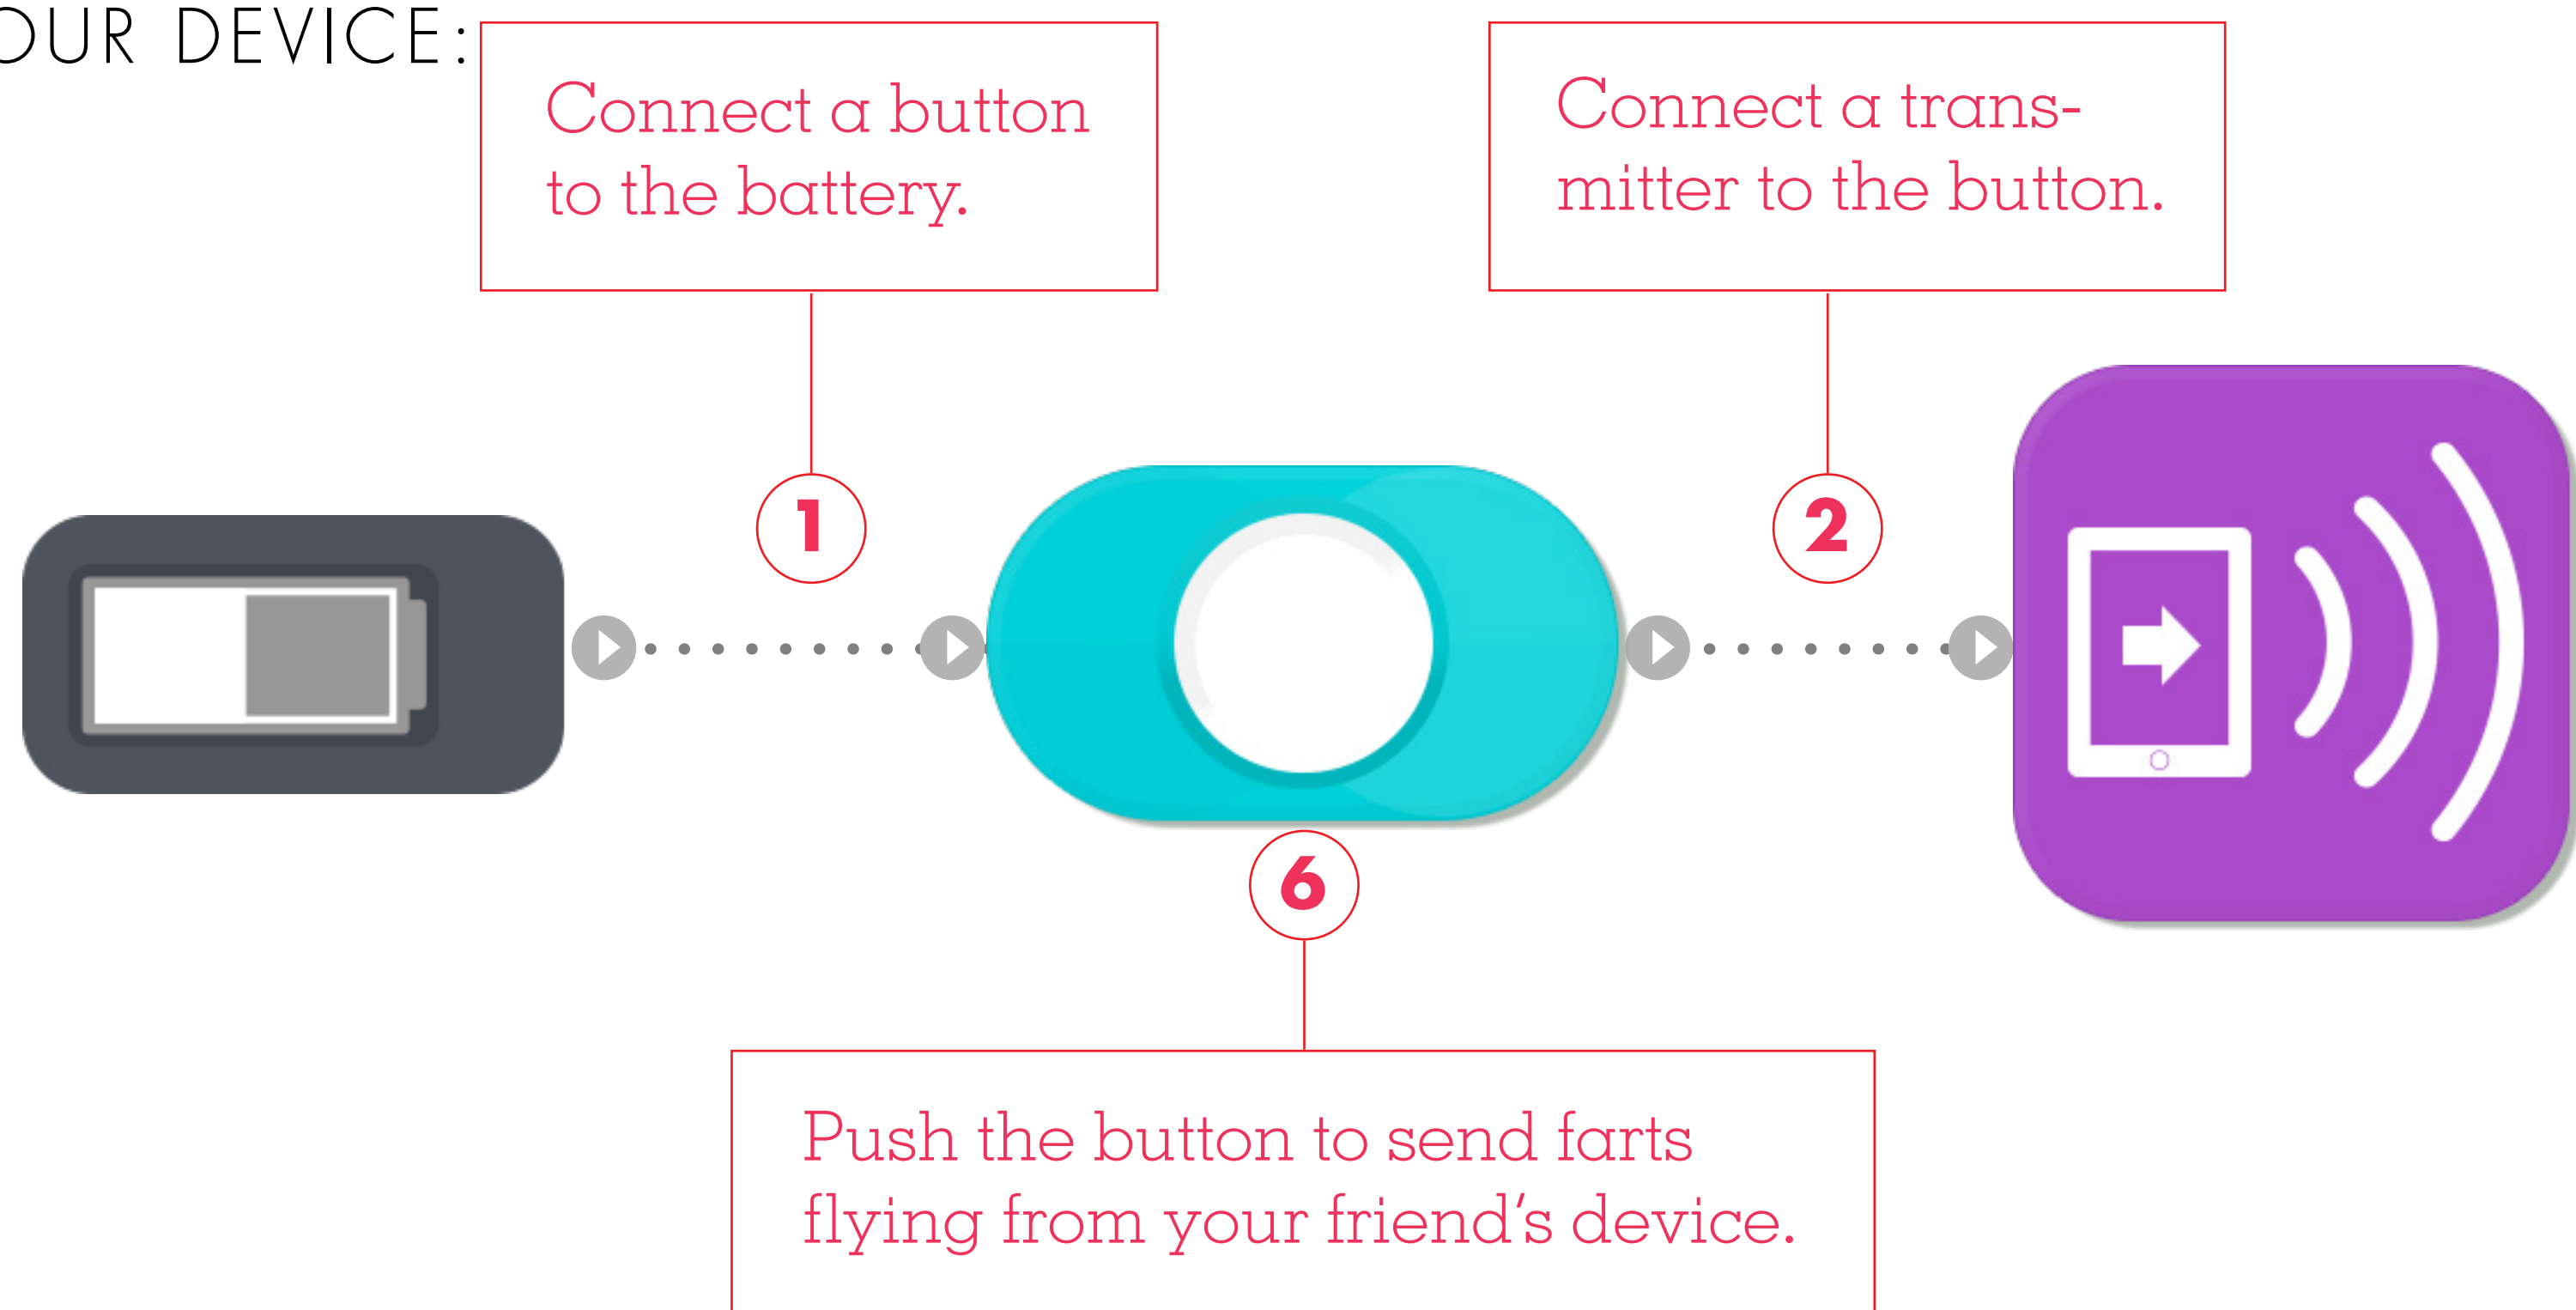 OUR DEVICE:
Connect a button
to the battery.
Connect a trans-
mitter to the button.
1
2
6
Push the button to send farts
flying from your friend's device.